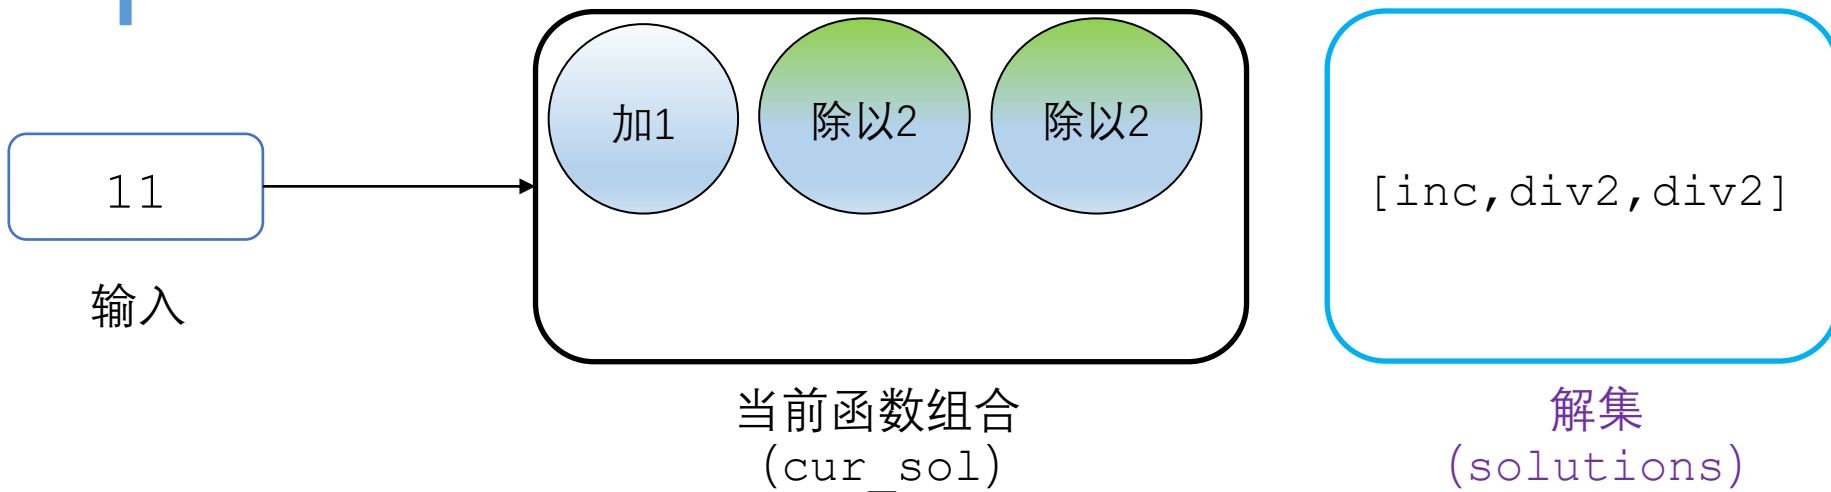 加1
除以2
除以2
11
[inc,div2,div2]
输入
当前函数组合
(cur_sol)
解集
(solutions)